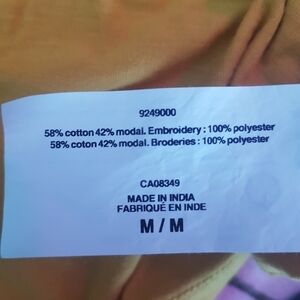 9249000
58% cotton 42% modal. Embroidery : 100% polyester
58% coton 42% modal. Broderies : 100% polyester
CA08349
MADE IN INDIA
FABRIQUÉ EN INDE
M / M